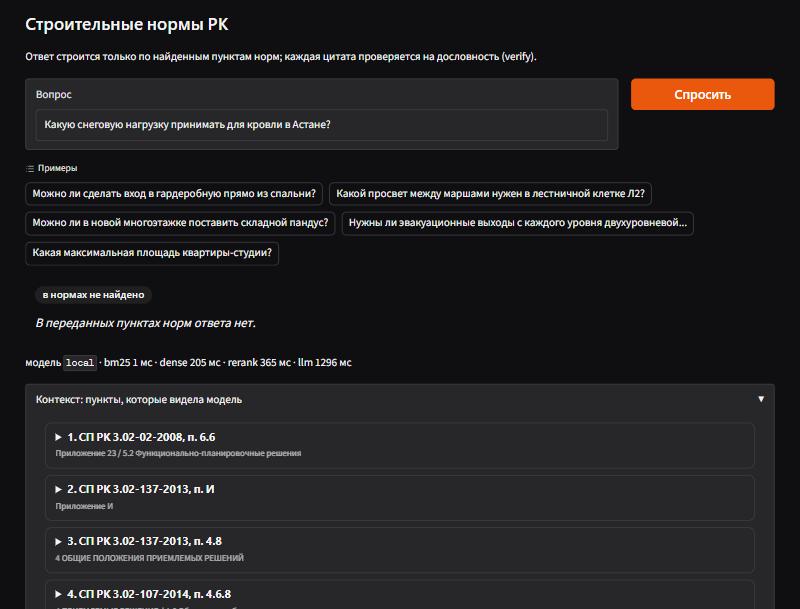 Строительные нормы РК
Ответ строится только по найденным пунктам норм; каждая цитата проверяется на дословность (verify).
Вопрос
Какую снеговую нагрузку принимать для кровли в Астане?
Спросить
Примеры
Можно ли сделать вход в гардеробную прямо из спальни?
Какой просвет между маршами нужен в лестничной клетке Л2?
Можно ли в новой многоэтажке поставить складной пандус?
Нужны ли эвакуационные выходы с каждого уровня двухуровневой...
Какая максимальная площадь квартиры-студии?
в нормах не найдено
В переданных пунктах норм ответа нет.
модель local · bm25 1 мс · dense 205 мс · rerank 365 мс · llm 1296 мс
Контекст: пункты, которые видела модель
1. СП РК 3.02-02-2008, п. 6.6
Приложение 23 / 5.2 Функционально-планировочные решения
2. СП РК 3.02-137-2013, п. И
Приложение И
3. СП РК 3.02-137-2013, п. 4.8
4 ОБЩИЕ ПОЛОЖЕНИЯ ПРИЕМЛЕМЫХ РЕШЕНИЙ
4. СП РК 3.02-107-2014, п. 4.6.8